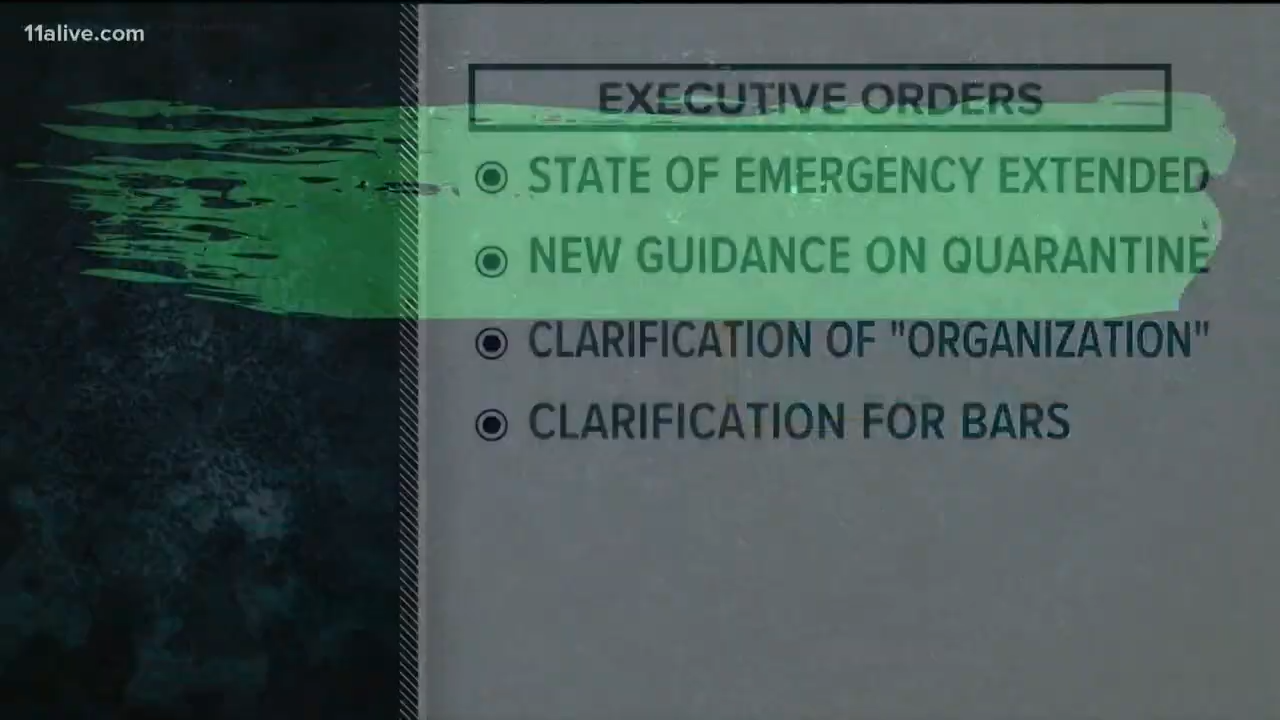 11alive.com
EXECUTIVE ORDERS
STATE OF EMERGENCY EXTENDED
NEW GUIDANCE ON QUARANTINE
CLARIFICATION OF "ORGANIZATION"
CLARIFICATION FOR BARS